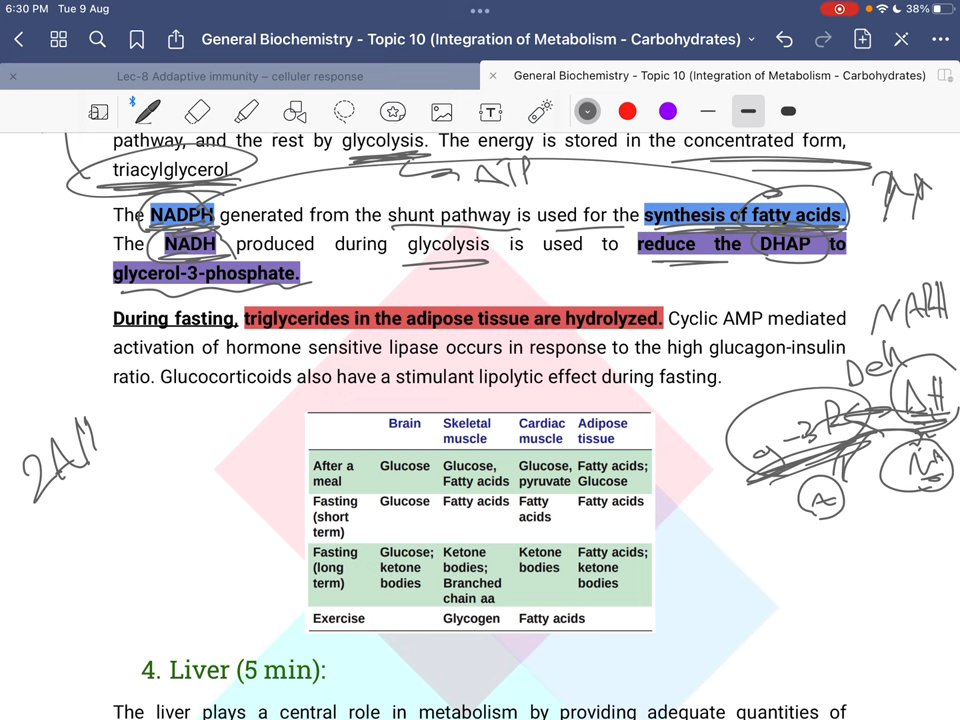 6:30 PM Tue 9 Aug 38%
General Biochemistry - Topic 10 (Integration of Metabolism - Carbohydrates)
Lec-8 Addaptive immunity – celluler response
General Biochemistry - Topic 10 (Integration of Metabolism - Carbohydrates)
pathway, and the rest by glycolysis. The energy is stored in the concentrated form,
triacylglycerol.
ATP
The NADPH generated from the shunt pathway is used for the synthesis of fatty acids.
The NADH produced during glycolysis is used to reduce the DHAP to
glycerol-3-phosphate.
During fasting, triglycerides in the adipose tissue are hydrolyzed. Cyclic AMP mediated
activation of hormone sensitive lipase occurs in response to the high glucagon-insulin
ratio. Glucocorticoids also have a stimulant lipolytic effect during fasting.
Brain Skeletal muscle Cardiac muscle Adipose tissue
After a meal Glucose Glucose, Fatty acids Glucose, pyruvate Fatty acids; Glucose
Fasting (short term) Glucose Fatty acids Fatty acids Fatty acids
Fasting (long term) Glucose; ketone bodies Ketone bodies; Branched chain aa Ketone bodies Fatty acids; ketone bodies
Exercise Glycogen Fatty acids
4. Liver (5 min):
The liver plays a central role in metabolism by providing adequate quantities of